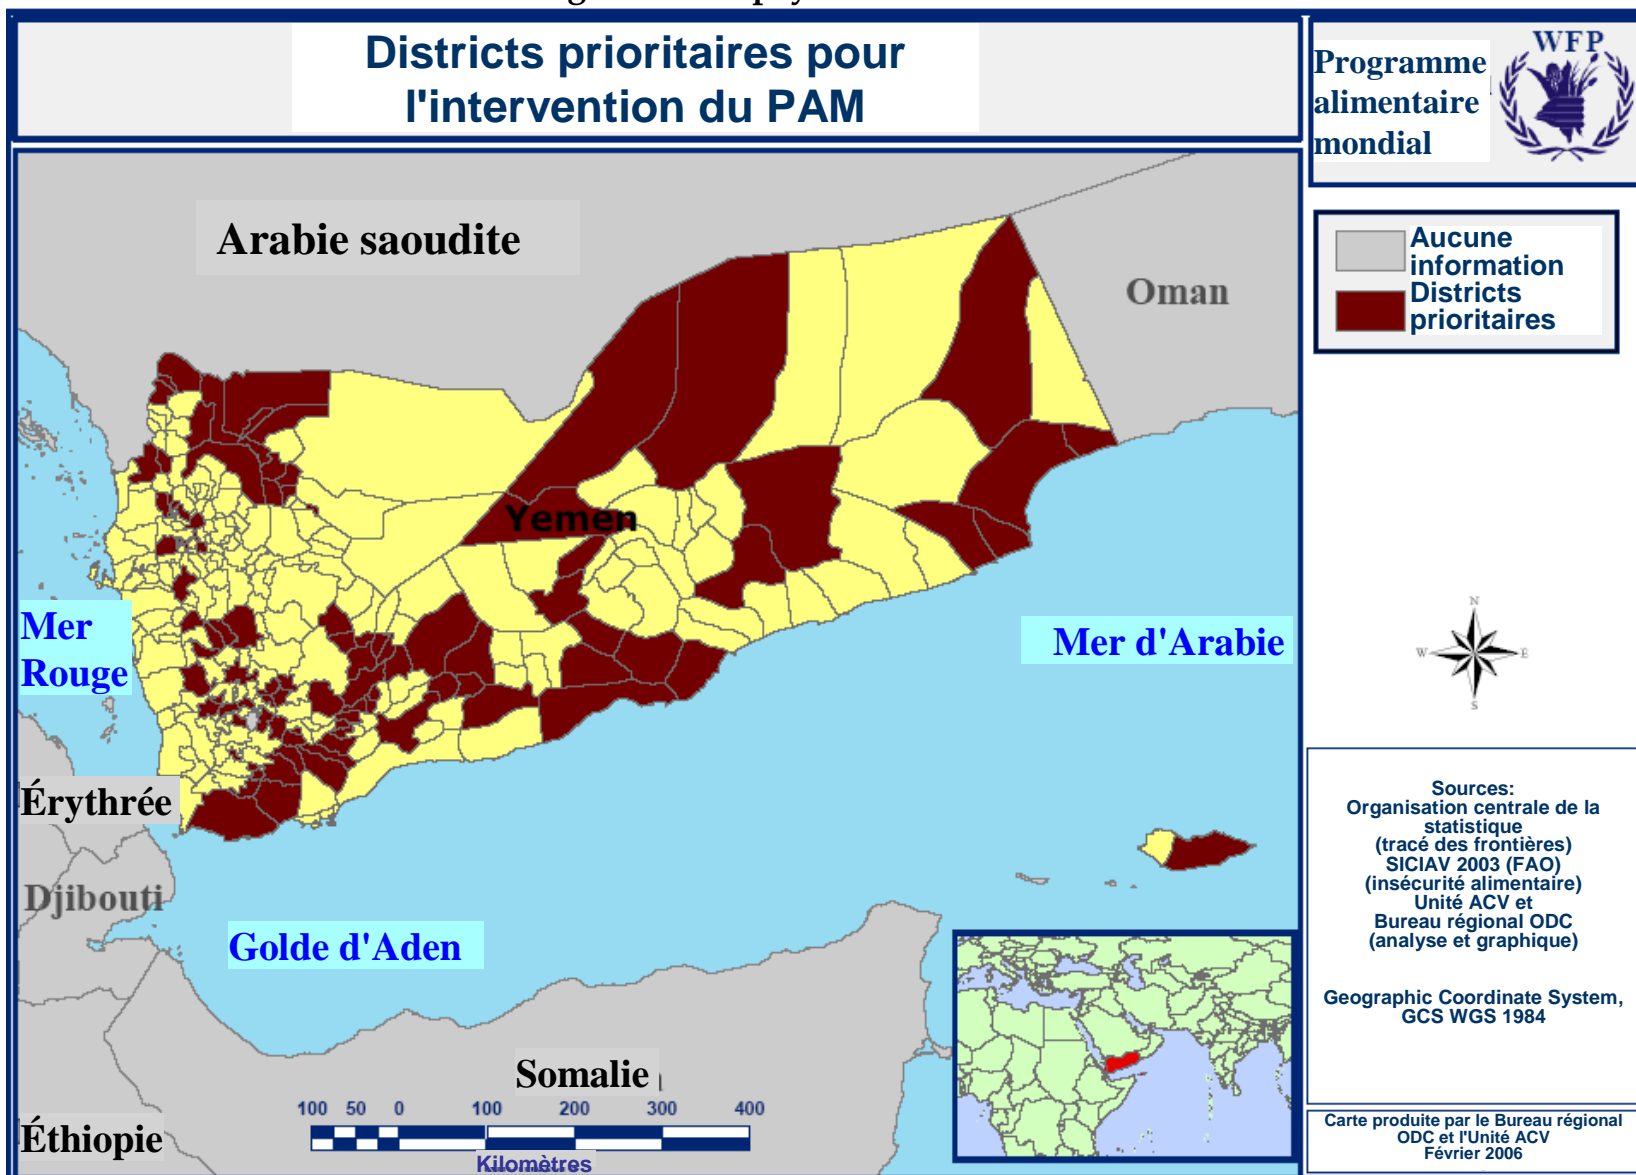 Districts prioritaires pour
l'intervention du PAM
Programme
alimentaire
mondial
WFP
Arabie saoudite
Oman
Yemen
Mer
Rouge
Mer d'Arabie
Érythrée
Djibouti
Golde d'Aden
Somalie
Éthiopie
100 50 0 100 200 300 400
Kilomètres
Aucune
information
Districts
prioritaires
N
W E
S
Sources:
Organisation centrale de la
statistique
(tracé des frontières)
SICIAV 2003 (FAO)
(insécurité alimentaire)
Unité ACV et
Bureau régional ODC
(analyse et graphique)
Geographic Coordinate System,
GCS WGS 1984
Carte produite par le Bureau régional
ODC et l'Unité ACV
Février 2006